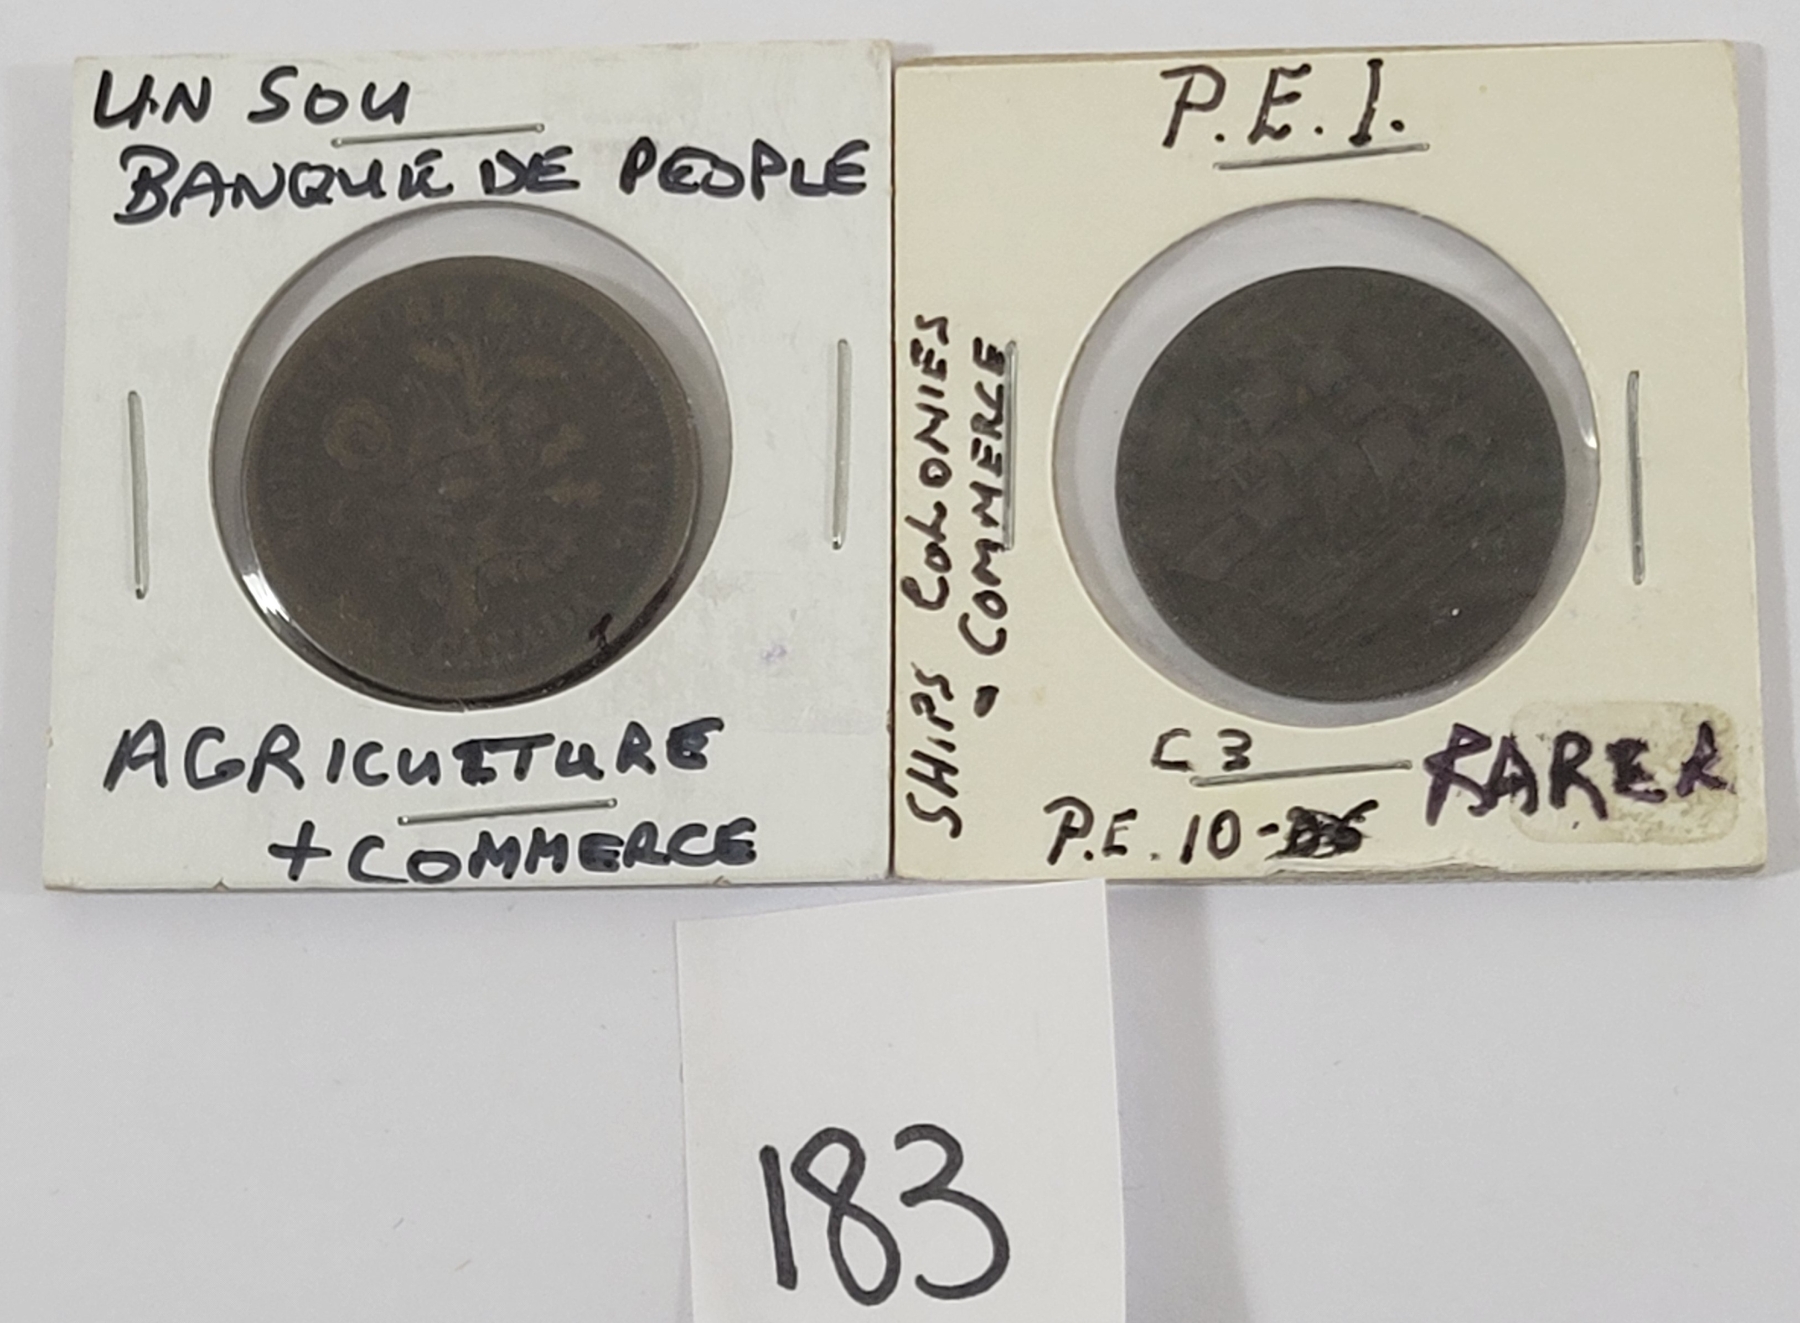 UN SOU
BANQUE DE PEOPLE
AGRICULTURE
+ COMMERCE
P.E.I.
SHIPS COLONIES
- COMMERCE
C3
RARER
P.E. 10-
183